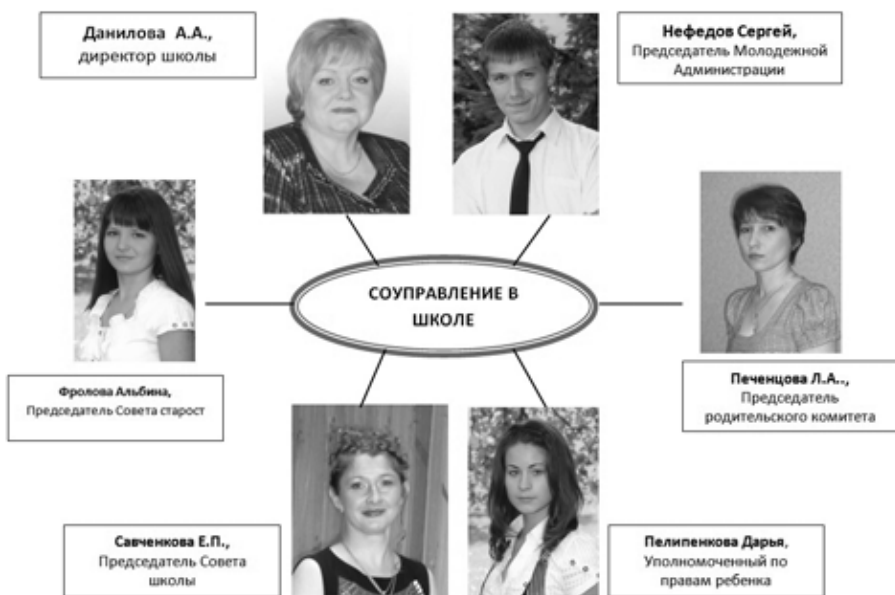 Данилова А.А.,
директор школы
Нефедов Сергей,
Председатель Молодежной
Администрации
СОУПРАВЛЕНИЕ В
ШКОЛЕ
Фролова Альбина,
Председатель Совета старост
Печенцова Л.А..,
Председатель
родительского комитета
Савченкова Е.П.,
Председатель Совета
школы
Пелипенкова Дарья,
Уполномоченный по
правам ребенка